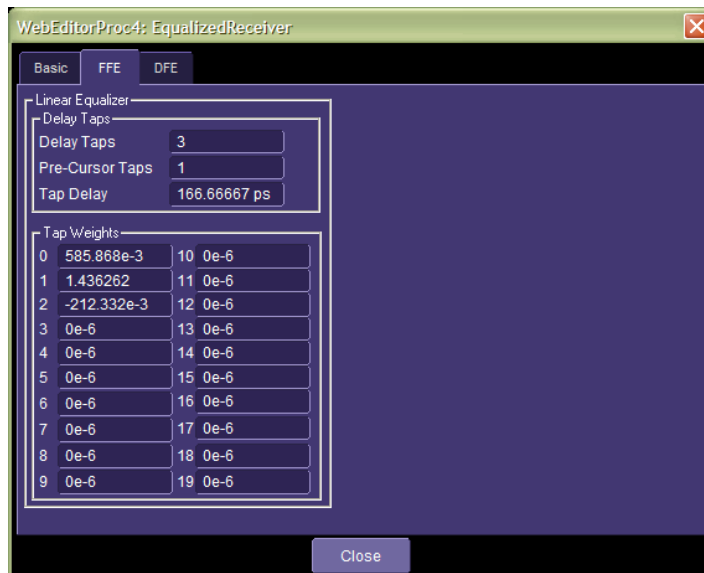 WebEditorProc4: EqualizedReceiver
Basic FFE DFE
Linear Equalizer
Delay Taps
Delay Taps 3
Pre-Cursor Taps 1
Tap Delay 166.66667 ps
Tap Weights
0 585.868e-3 10 0e-6
1 1.436262 11 0e-6
2 -212.332e-3 12 0e-6
3 0e-6 13 0e-6
4 0e-6 14 0e-6
5 0e-6 15 0e-6
6 0e-6 16 0e-6
7 0e-6 17 0e-6
8 0e-6 18 0e-6
9 0e-6 19 0e-6
Close